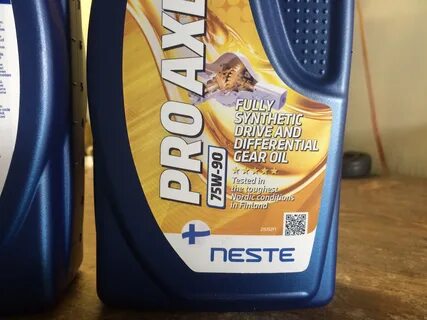 PRO AXL
75W-90
FULLY
SYNTHETIC
DRIVE AND
DIFFERENTIAL
GEAR OIL
Tested in
the toughest
Nordic conditions
in Finland
NESTE